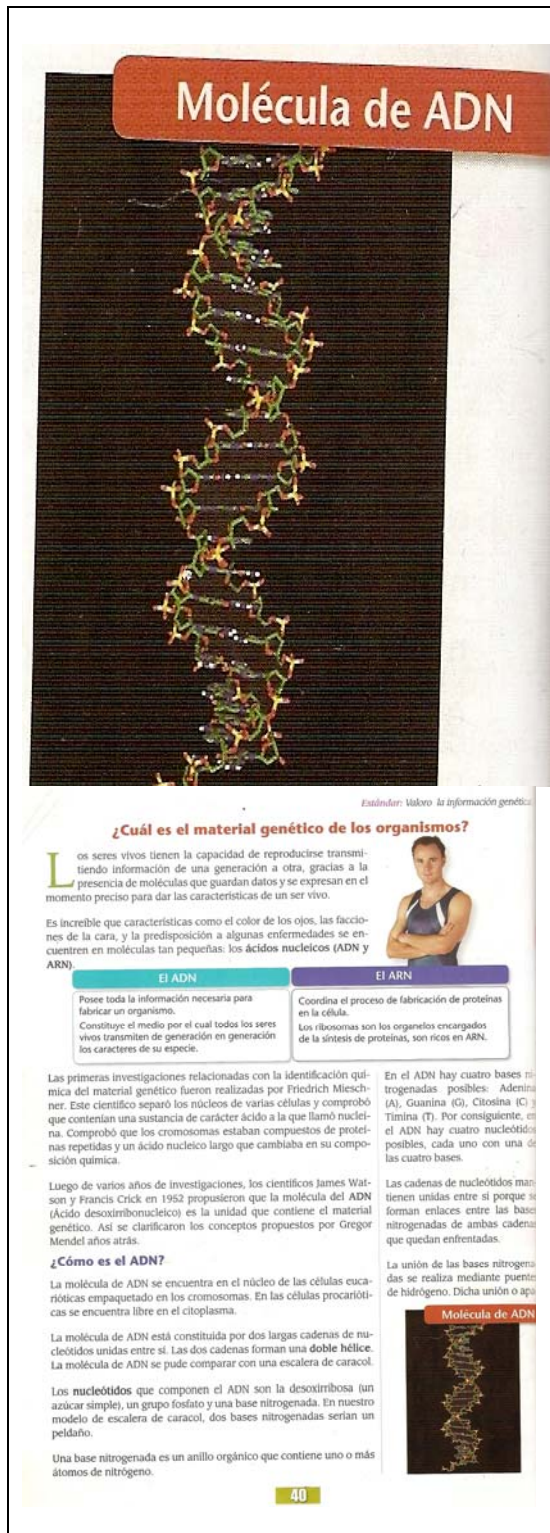 Molécula de ADN
Estándar: Valoro la información genétic
¿Cuál es el material genético de los organismos?
Los seres vivos tienen la capacidad de reproducirse transmi-
tiendo información de una generación a otra, gracias a la
presencia de moléculas que guardan datos y se expresan en el
momento preciso para dar las características de un ser vivo.
Es increíble que características como el color de los ojos, las faccio-
nes de la cara, y la predisposición a algunas enfermedades se en-
cuentren en moléculas tan pequeñas: los ácidos nucleicos (ADN y
ARN).
El ADN
Posee toda la información necesaria para
fabricar un organismo.
Constituye el medio por el cual todos los seres
vivos transmiten de generación en generación
los caracteres de su especie.
El ARN
Coordina el proceso de fabricación de proteínas
en la célula.
Los ribosomas son los organelos encargados
de la síntesis de proteínas, son ricos en ARN.
Las primeras investigaciones relacionadas con la identificación quí-
mica del material genético fueron realizadas por Friedrich Miesch-
ner. Este científico separó los núcleos de varias células y comprobó
que contenían una sustancia de carácter ácido a la que llamó nucleí-
na. Comprobó que los cromosomas estaban compuestos de proteí-
nas repetidas y un ácido nucleico largo que cambiaba en su compo-
sición química.
Luego de varios años de investigaciones, los científicos James Wat-
son y Francis Crick en 1952 propusieron que la molécula del ADN
(Ácido desoxirribonucleico) es la unidad que contiene el material
genético. Así se clarificaron los conceptos propuestos por Gregor
Mendel años atrás.
¿Cómo es el ADN?
La molécula de ADN se encuentra en el núcleo de las células euca-
rióticas empaquetado en los cromosomas. En las células procarióti-
cas se encuentra libre en el citoplasma.
La molécula de ADN está constituida por dos largas cadenas de nu-
cleótidos unidas entre sí. Las dos cadenas forman una doble hélice.
La molécula de ADN se pude comparar con una escalera de caracol.
Los nucleótidos que componen el ADN son la desoxirribosa (un
azúcar simple), un grupo fosfato y una base nitrogenada. En nuestro
modelo de escalera de caracol, dos bases nitrogenadas serían un
peldaño.
Una base nitrogenada es un anillo orgánico que contiene uno o más
átomos de nitrógeno.
En el ADN hay cuatro bases ni-
trogenadas posibles: Adenina
(A), Guanina (G), Citosina (C) y
Timina (T). Por consiguiente, en
el ADN hay cuatro nucleótidos
posibles, cada uno con una de
las cuatro bases.
Las cadenas de nucleótidos man-
tienen unidas entre sí porque se
forman enlaces entre las bases
nitrogenadas de ambas cadenas
que quedan enfrentadas.
La unión de las bases nitrogena-
das se realiza mediante puentes
de hidrógeno. Dicha unión o apa
Molécula de ADN
40